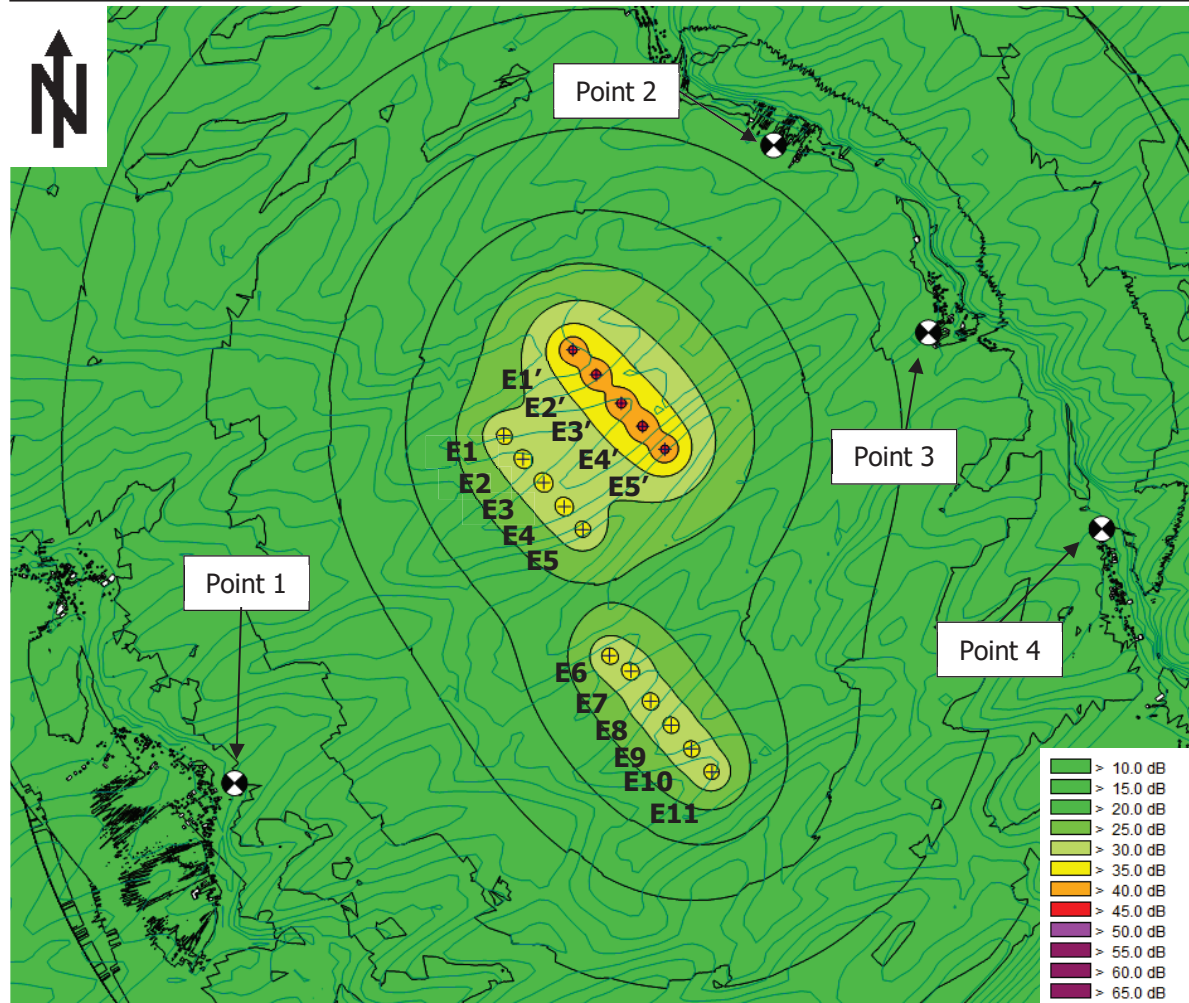 N
Point 2
E1’
E2’
E3’
Point 3
E1
E4’
E2
E5’
E3
E4
E5
Point 1
Point 4
E6
E7
E8
E9
E10
E11
> 10.0 dB
> 15.0 dB
> 20.0 dB
> 25.0 dB
> 30.0 dB
> 35.0 dB
> 40.0 dB
> 45.0 dB
> 50.0 dB
> 55.0 dB
> 60.0 dB
> 65.0 dB